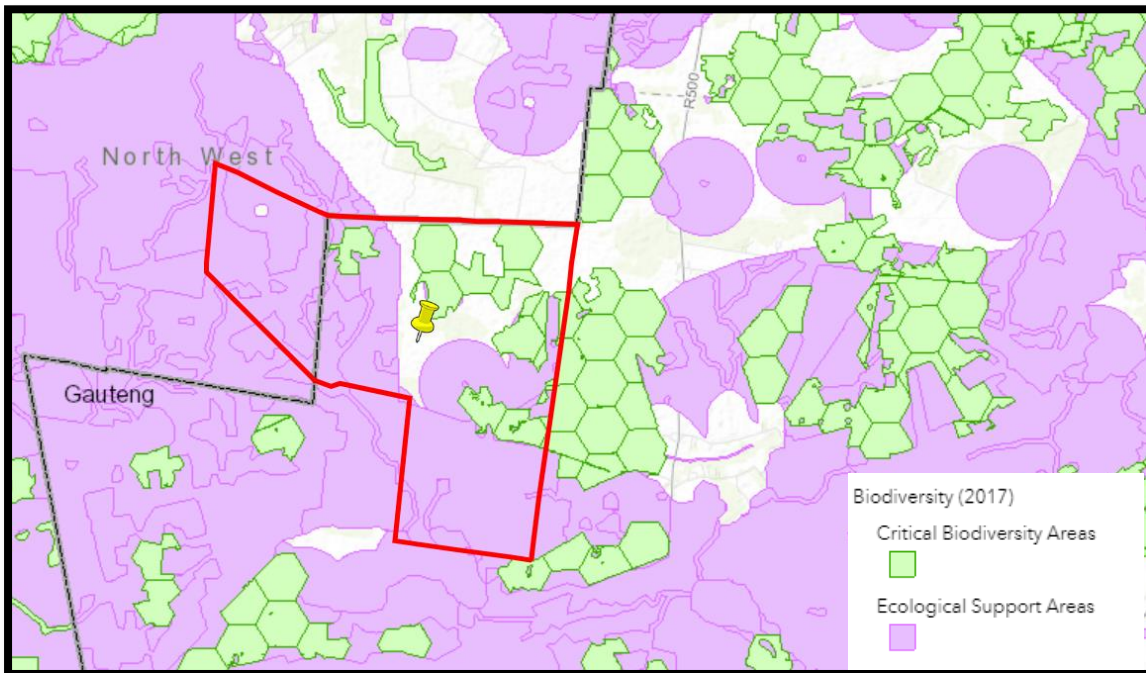 North West
R500
Gauteng
Biodiversity (2017)
Critical Biodiversity Areas
Ecological Support Areas